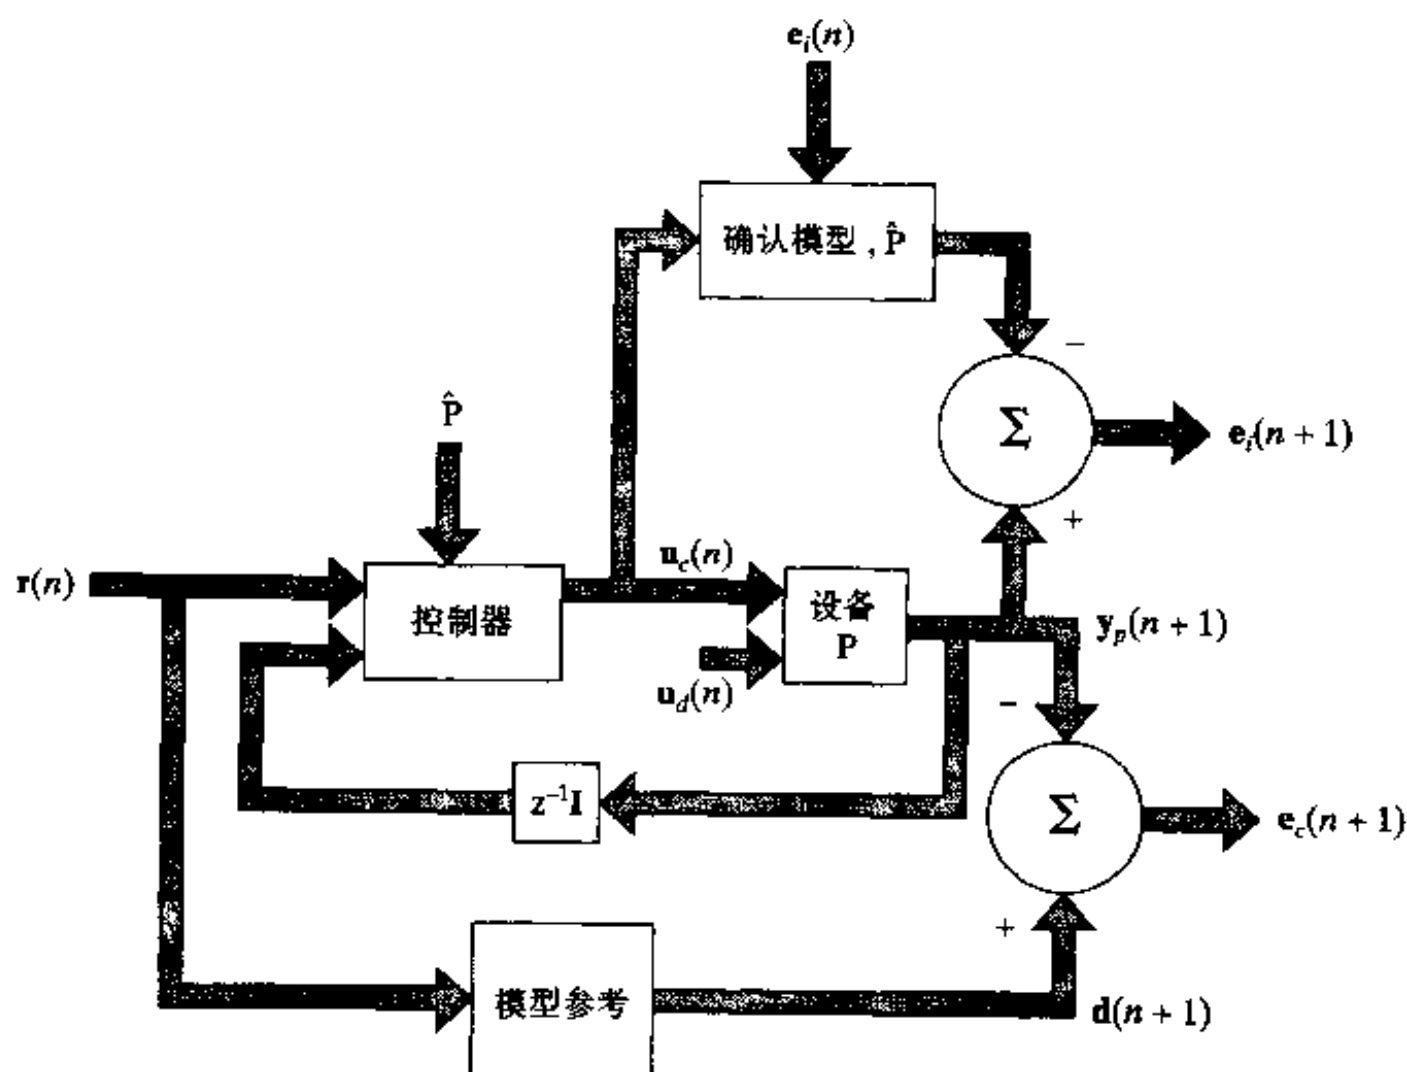 e_i(n)
确认模型,P̂
−
Σ
e_i(n + 1)
+
P̂
r(n)
控制器
u_c(n)
设备
P
y_p(n + 1)
u_d(n)
−
z⁻¹I
Σ
e_c(n + 1)
+
模型参考
d(n + 1)